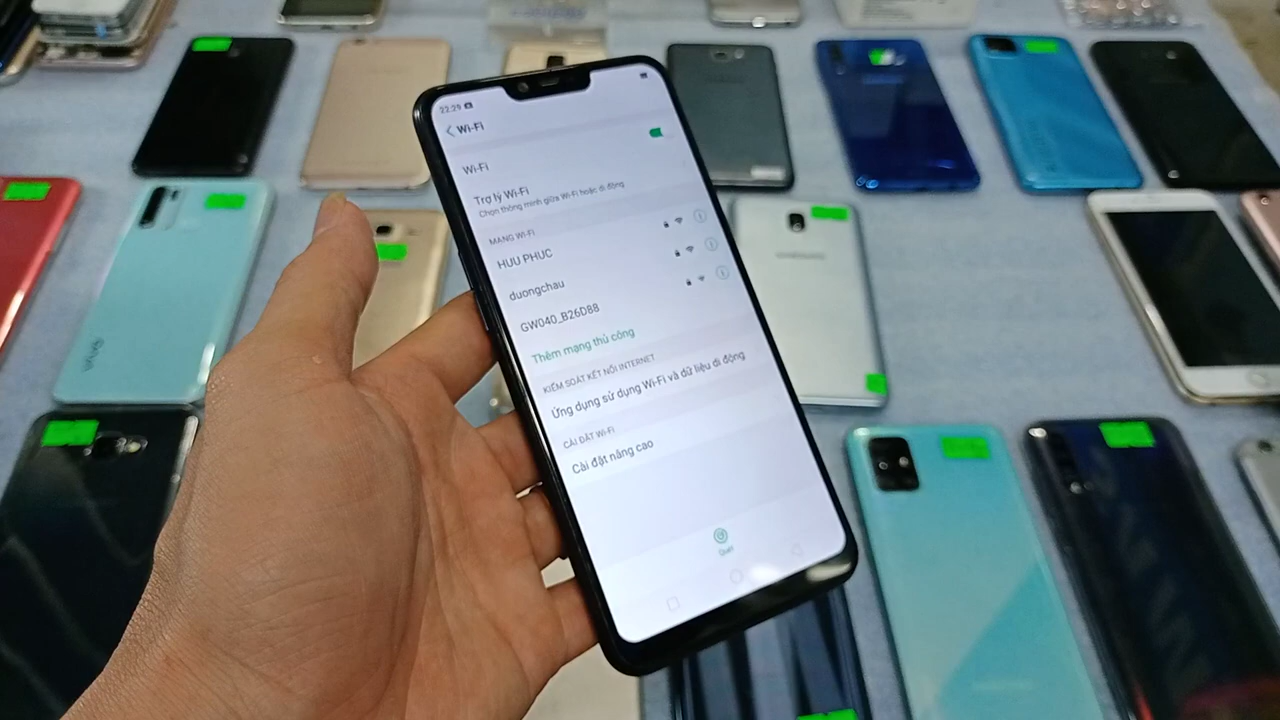 22:29
Wi-Fi
Wi-Fi
Trợ lý Wi-Fi
Chọn thông minh giữa Wi-Fi hoặc di động
MẠNG WI-FI
HUU PHUC
duongchau
GW040_B26D88
Thêm mạng thủ công
KIỂM SOÁT KẾT NỐI INTERNET
Ứng dụng sử dụng Wi-Fi và dữ liệu di động
CÀI ĐẶT WI-FI
Cài đặt nâng cao
Quét